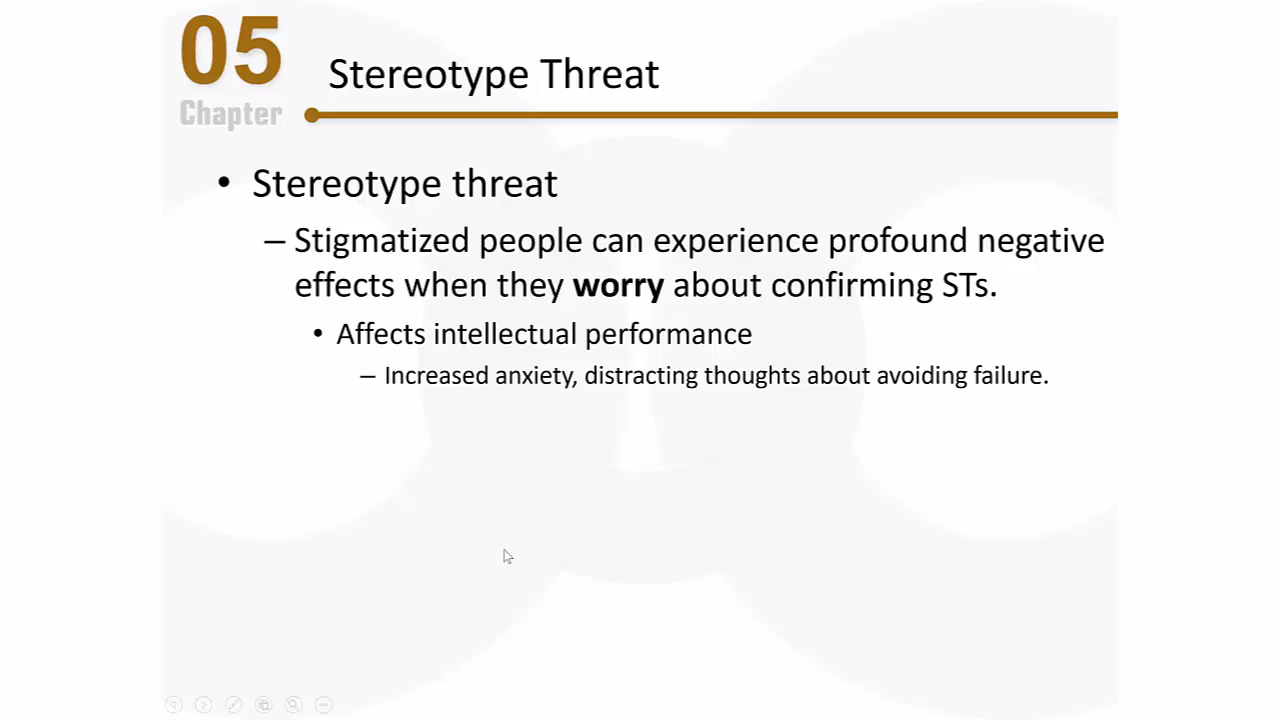 05
Chapter
Stereotype Threat
• Stereotype threat
– Stigmatized people can experience profound negative
effects when they worry about confirming STs.
• Affects intellectual performance
– Increased anxiety, distracting thoughts about avoiding failure.